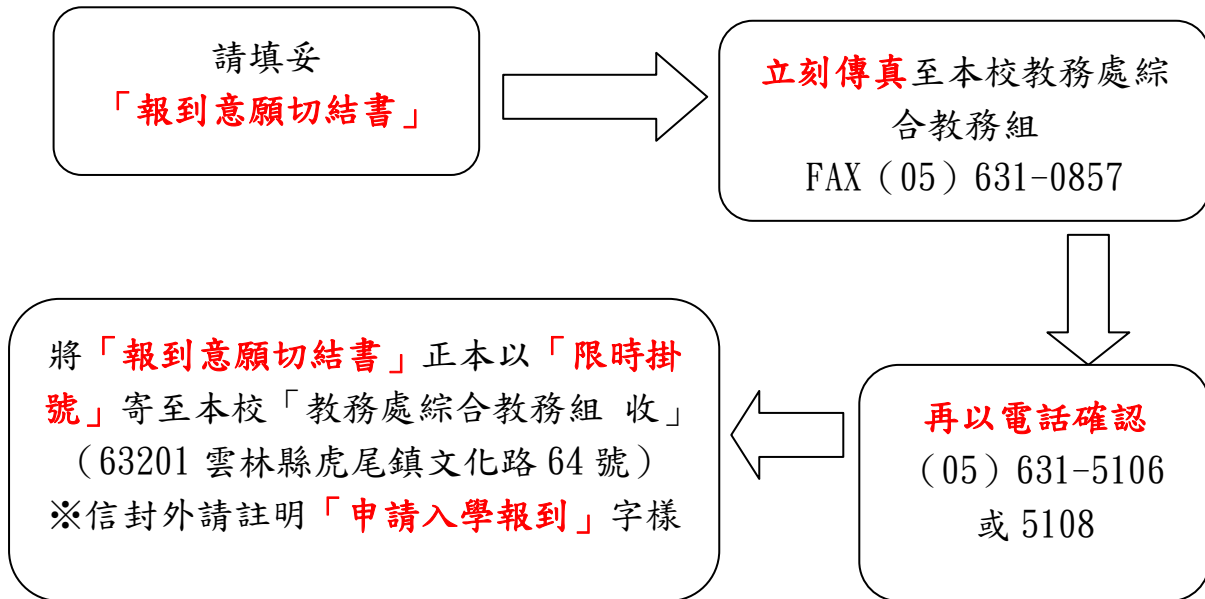 請填妥
「報到意願切結書」
立刻傳真至本校教務處綜
合教務組
FAX（05）631-0857
再以電話確認
（05）631-5106
或 5108
將「報到意願切結書」正本以「限時掛
號」寄至本校「教務處綜合教務組 收」
（63201 雲林縣虎尾鎮文化路 64 號）
※信封外請註明「申請入學報到」字樣